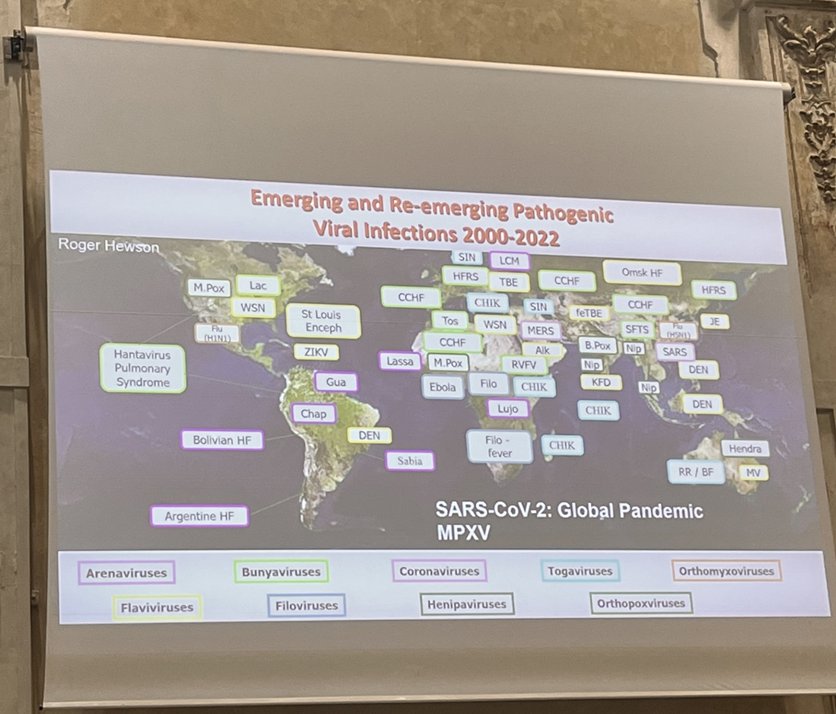 Emerging and Re-emerging Pathogenic
Viral Infections 2000-2022
Roger Hewson
SIN
LCM
HFRS
TBE
CCHF
Omsk HF
HFRS
M.Pox
Lac
CCHF
CHIK
SIN
feTBE
CCHF
WSN
St Louis
Enceph
Tos
WSN
MERS
SFTS
Flu
(H5N1)
JE
Flu
(H1N1)
CCHF
Alk
B.Pox
Nip
SARS
Hantavirus
Pulmonary
Syndrome
ZIKV
Lassa
M.Pox
RVFV
Nip
DEN
Gua
Ebola
Filo
CHIK
KFD
Nip
Chap
Lujo
CHIK
DEN
Bolivian HF
DEN
Sabia
Filo -
fever
CHIK
Hendra
RR / BF
MV
Argentine HF
SARS-CoV-2: Global Pandemic
MPXV
Arenaviruses
Bunyaviruses
Coronaviruses
Togaviruses
Orthomyxoviruses
Flaviviruses
Filoviruses
Henipaviruses
Orthopoxviruses